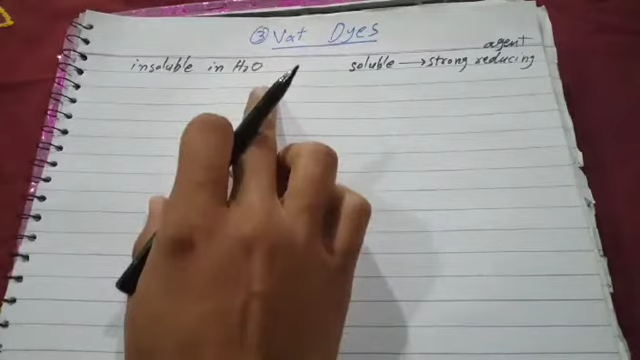 ③ Vat Dyes
insoluble in H₂O
soluble → strong reducing agent